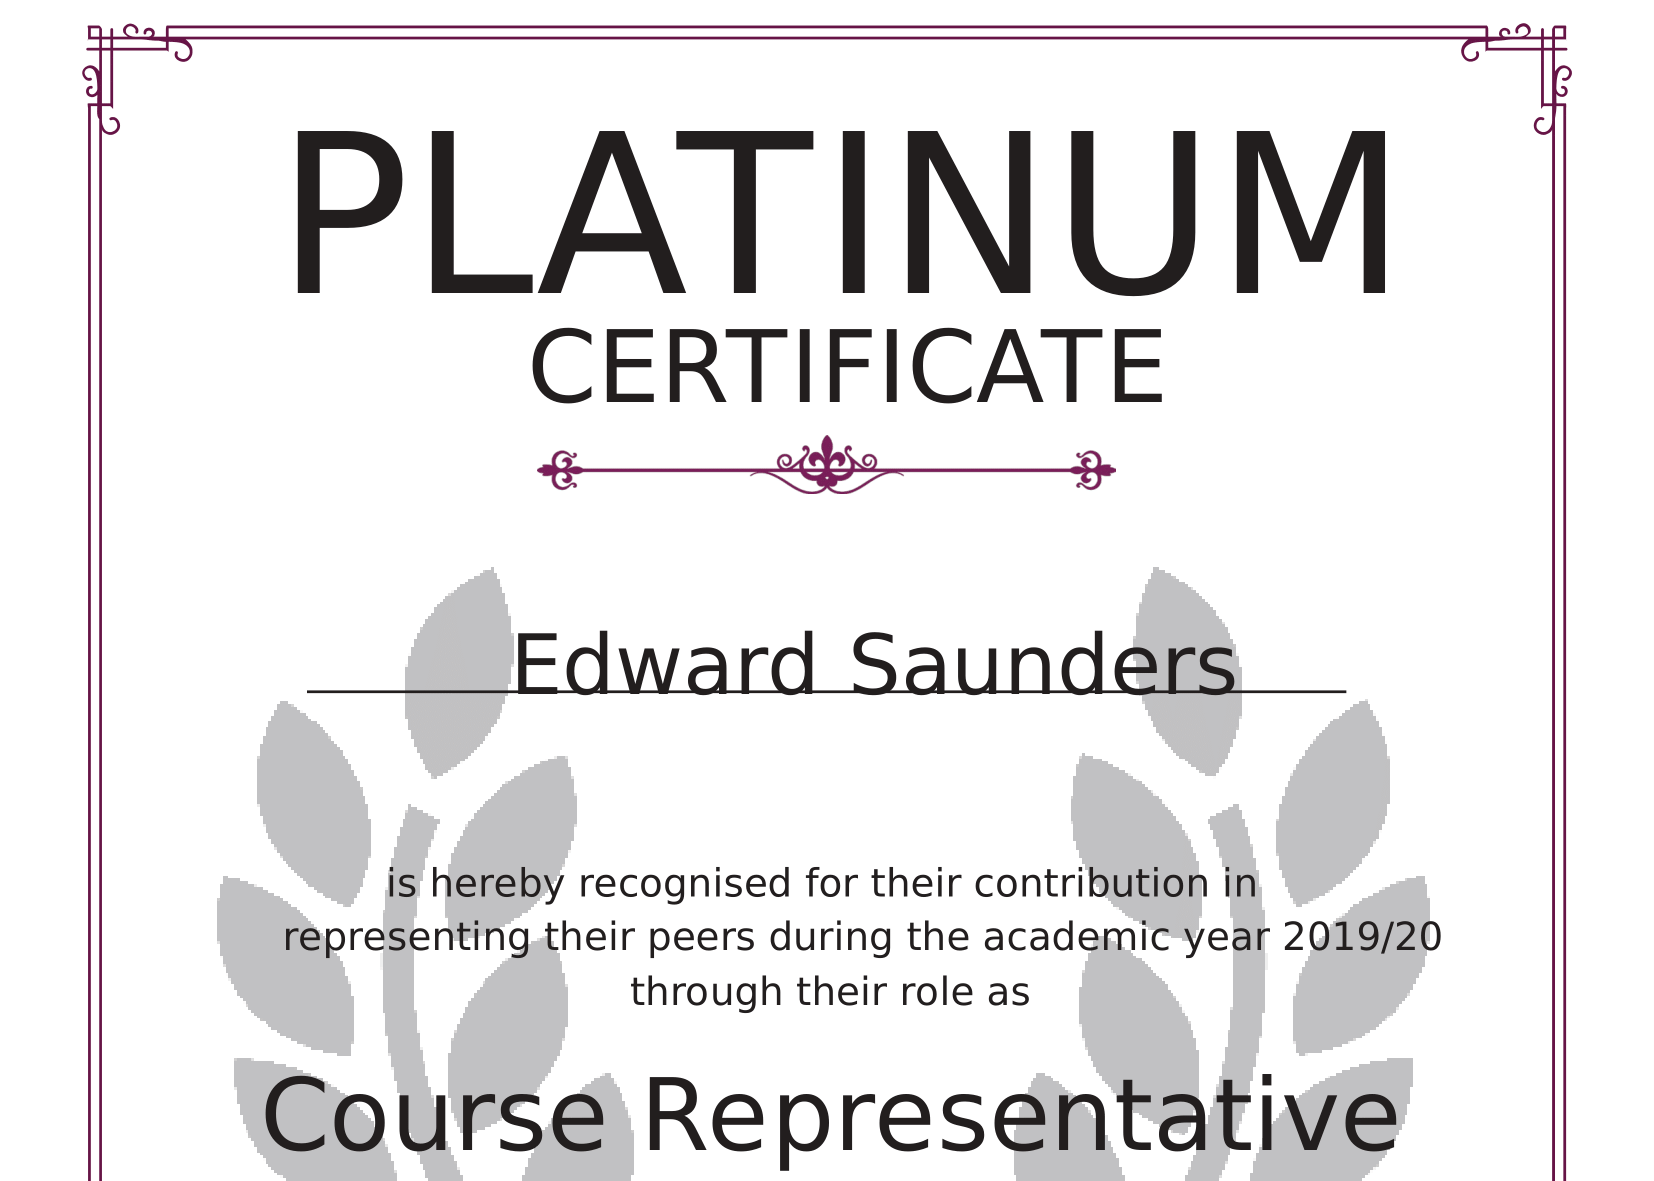 PLATINUM
CERTIFICATE
Edward Saunders
is hereby recognised for their contribution in
representing their peers during the academic year 2019/20
through their role as
Course Representative